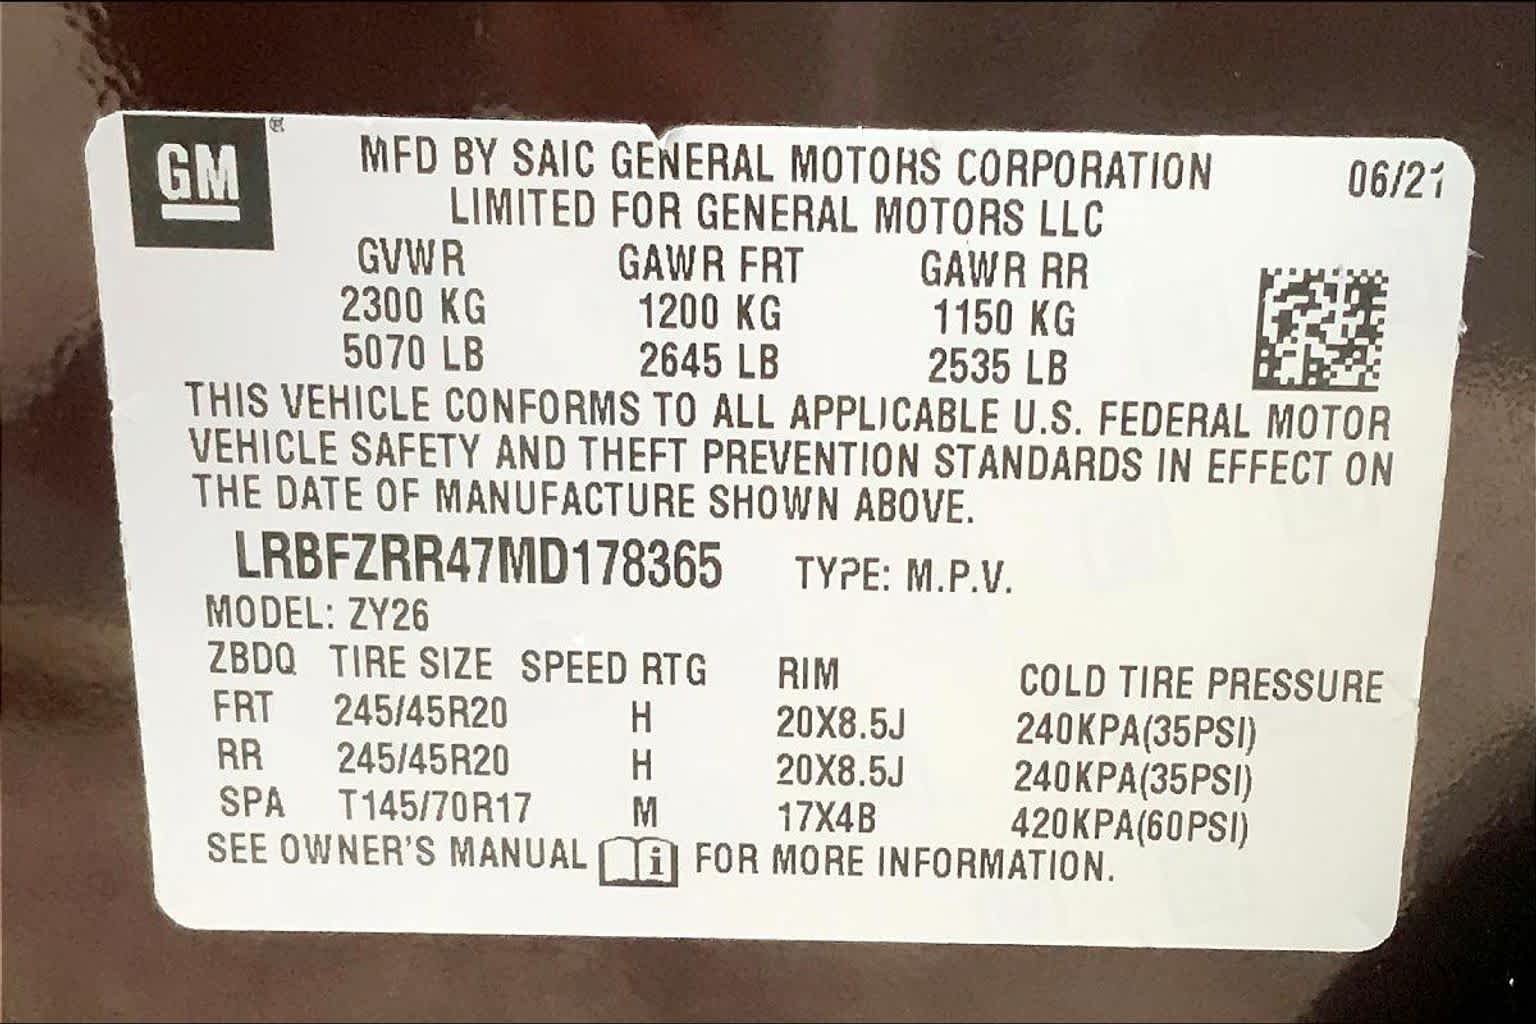 GM ®
MFD BY SAIC GENERAL MOTORS CORPORATION 06/21
LIMITED FOR GENERAL MOTORS LLC
GVWR GAWR FRT GAWR RR
2300 KG 1200 KG 1150 KG
5070 LB 2645 LB 2535 LB
THIS VEHICLE CONFORMS TO ALL APPLICABLE U.S. FEDERAL MOTOR
VEHICLE SAFETY AND THEFT PREVENTION STANDARDS IN EFFECT ON
THE DATE OF MANUFACTURE SHOWN ABOVE.
LRBFZRR47MD178365 TYPE: M.P.V.
MODEL: ZY26
ZBDQ TIRE SIZE SPEED RTG RIM COLD TIRE PRESSURE
FRT 245/45R20 H 20X8.5J 240KPA(35PSI)
RR 245/45R20 H 20X8.5J 240KPA(35PSI)
SPA T145/70R17 M 17X4B 420KPA(60PSI)
SEE OWNER'S MANUAL i FOR MORE INFORMATION.